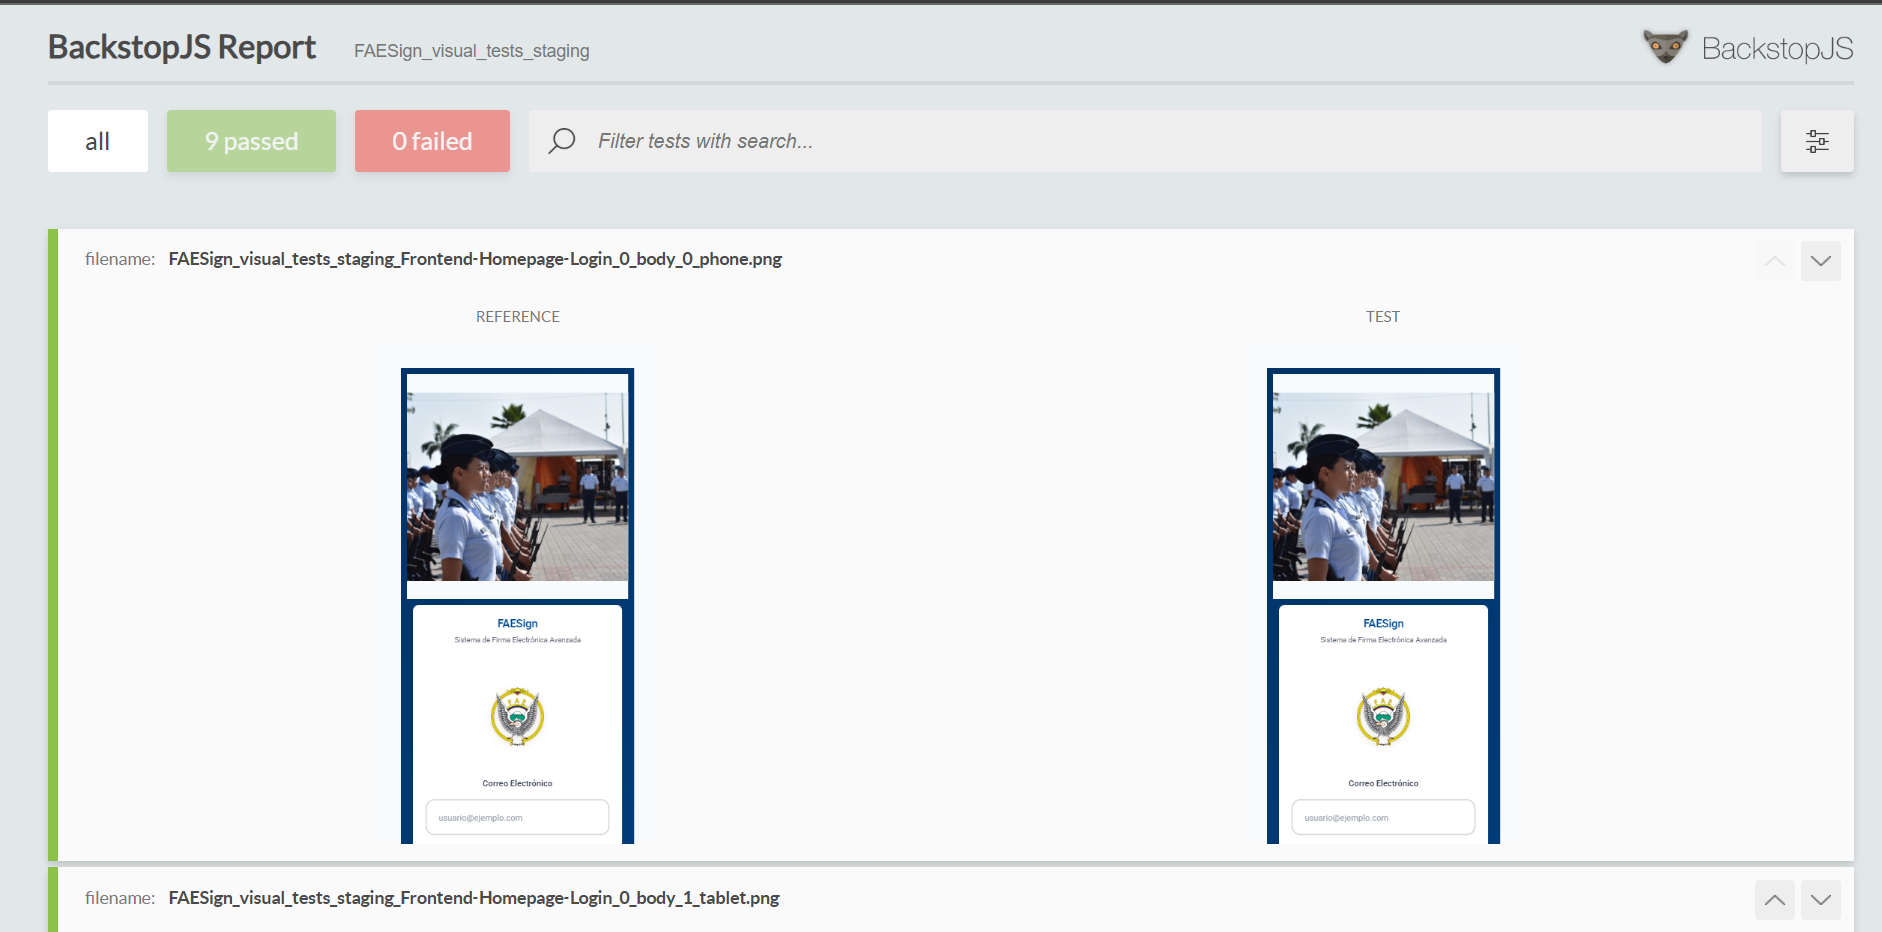 BackstopJS Report
FAESign_visual_tests_staging
BackstopJS
all
9 passed
0 failed
Filter tests with search...
filename: FAESign_visual_tests_staging_Frontend-Homepage-Login_0_body_0_phone.png
REFERENCE
TEST
FAESign
Sistema de Firma Electrónica Avanzada
FAE
Correo Electrónico
usuario@ejemplo.com
FAESign
Sistema de Firma Electrónica Avanzada
FAE
Correo Electrónico
usuario@ejemplo.com
filename: FAESign_visual_tests_staging_Frontend-Homepage-Login_0_body_1_tablet.png